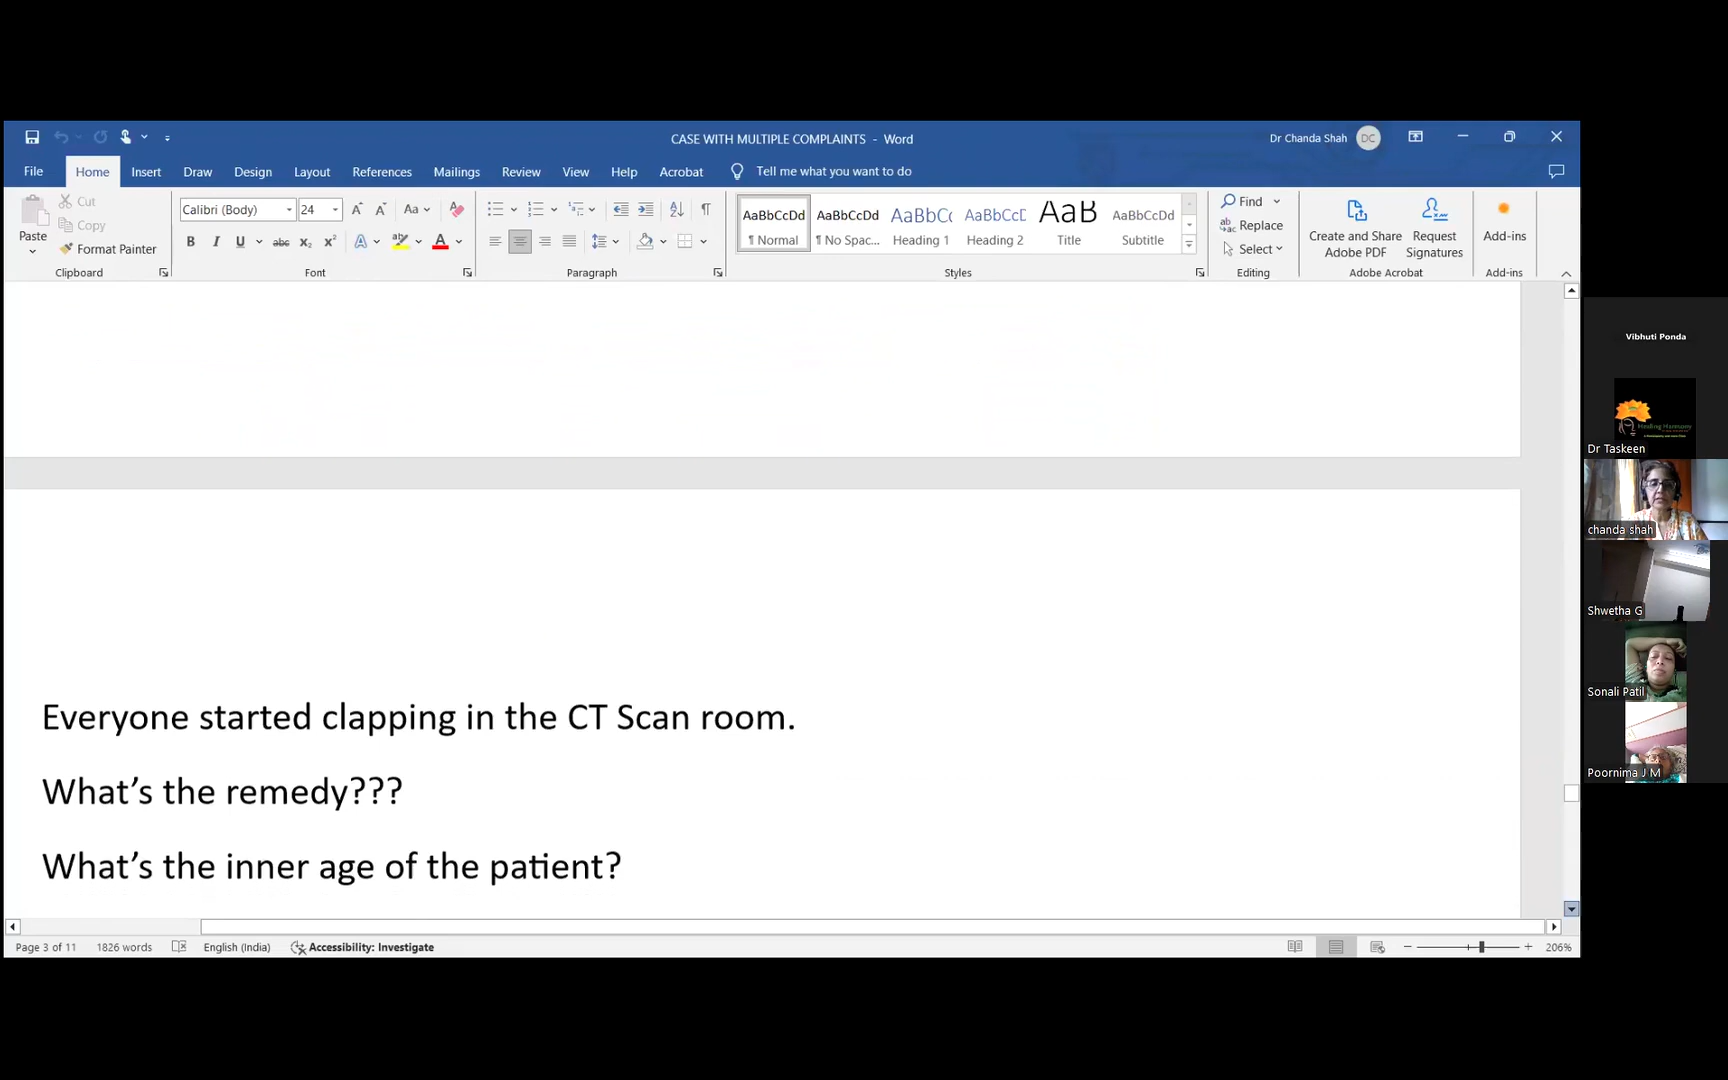 CASE WITH MULTIPLE COMPLAINTS - Word
Dr Chanda Shah DC
File Home Insert Draw Design Layout References Mailings Review View Help Acrobat Tell me what you want to do
Paste
Cut
Copy
Format Painter
Clipboard
Calibri (Body) 24
Font
Paragraph
AaBbCcDd AaBbCcDd AaBbC AaBbCcD AaB AaBbCcDd
¶ Normal ¶ No Spac... Heading 1 Heading 2 Title Subtitle
Styles
Find
Replace
Select
Editing
Create and Share Adobe PDF
Request Signatures
Adobe Acrobat
Add-ins
Add-ins
Everyone started clapping in the CT Scan room.
What’s the remedy???
What’s the inner age of the patient?
Page 3 of 11 1826 words English (India) Accessibility: Investigate 206%
Vibhuti Ponda
Healing Harmony
Dr Taskeen
chanda shah
Shwetha G
Sonali Patil
Poornima J M